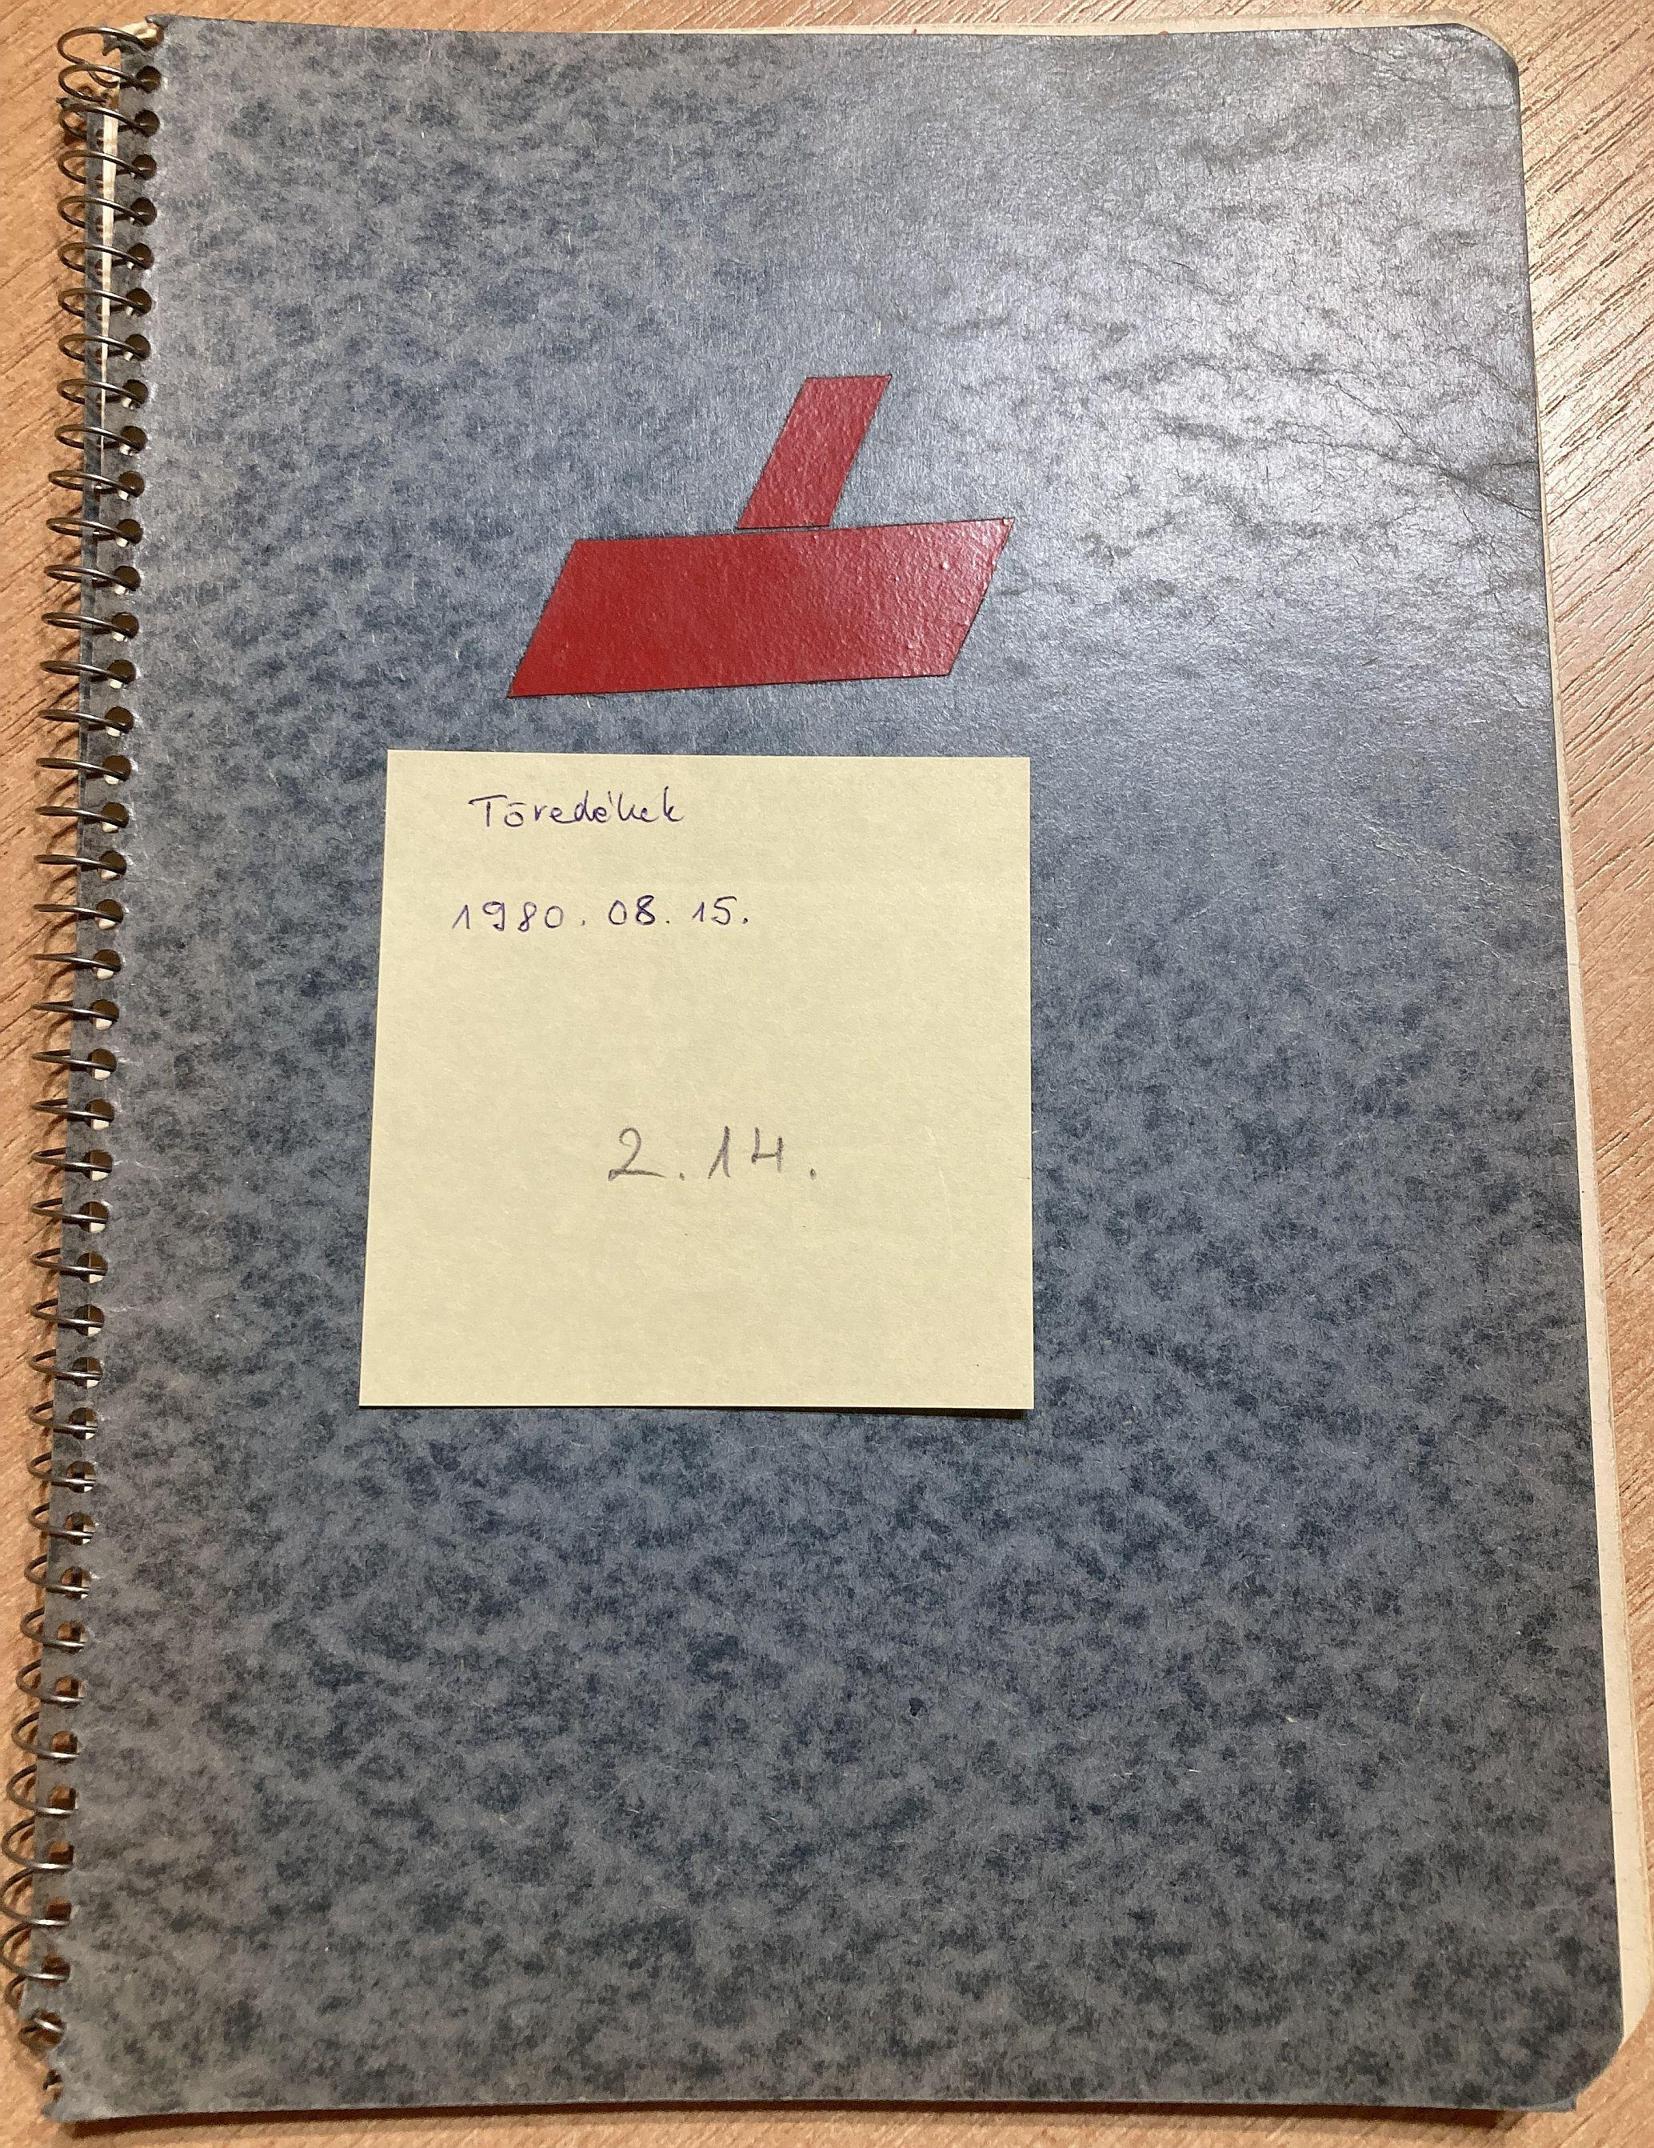 Töredékek
1980. 08. 15.
2.14.